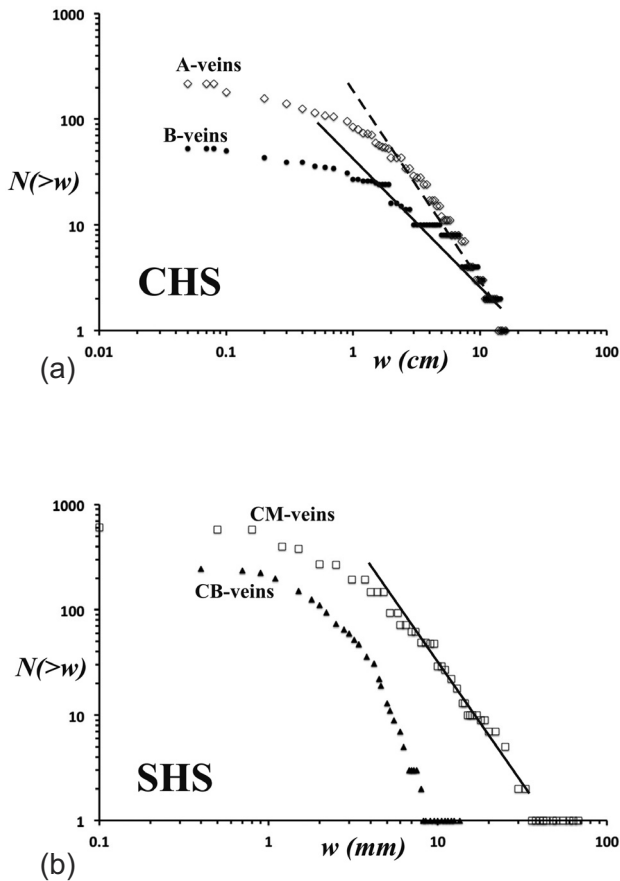 1000
A-veins
100
B-veins
N(>w)
10
CHS
1
0.01 0.1 1 10 100
w (cm)
(a)
1000
CM-veins
CB-veins
100
N(>w)
10
SHS
1
0.1 1 10 100
w (mm)
(b)